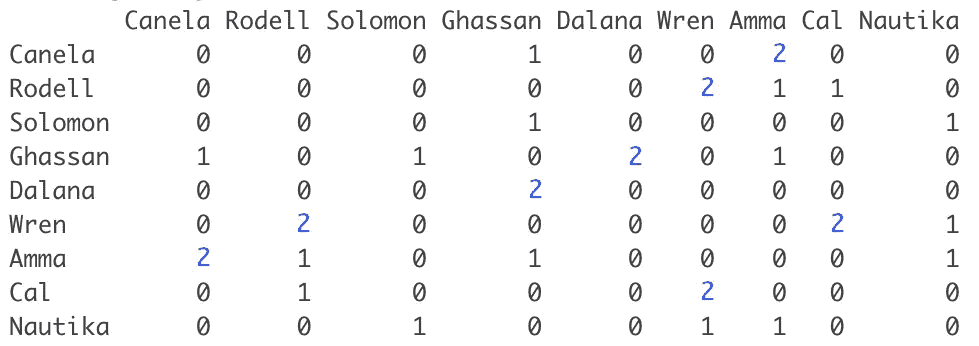 Canela Rodell Solomon Ghassan Dalana Wren Amma Cal Nautika
Canela 0 0 0 1 0 0 2 0 0
Rodell 0 0 0 0 0 2 1 1 0
Solomon 0 0 0 1 0 0 0 0 1
Ghassan 1 0 1 0 2 0 1 0 0
Dalana 0 0 0 2 0 0 0 0 0
Wren 0 2 0 0 0 0 0 2 1
Amma 2 1 0 1 0 0 0 0 1
Cal 0 1 0 0 0 2 0 0 0
Nautika 0 0 1 0 0 1 1 0 0